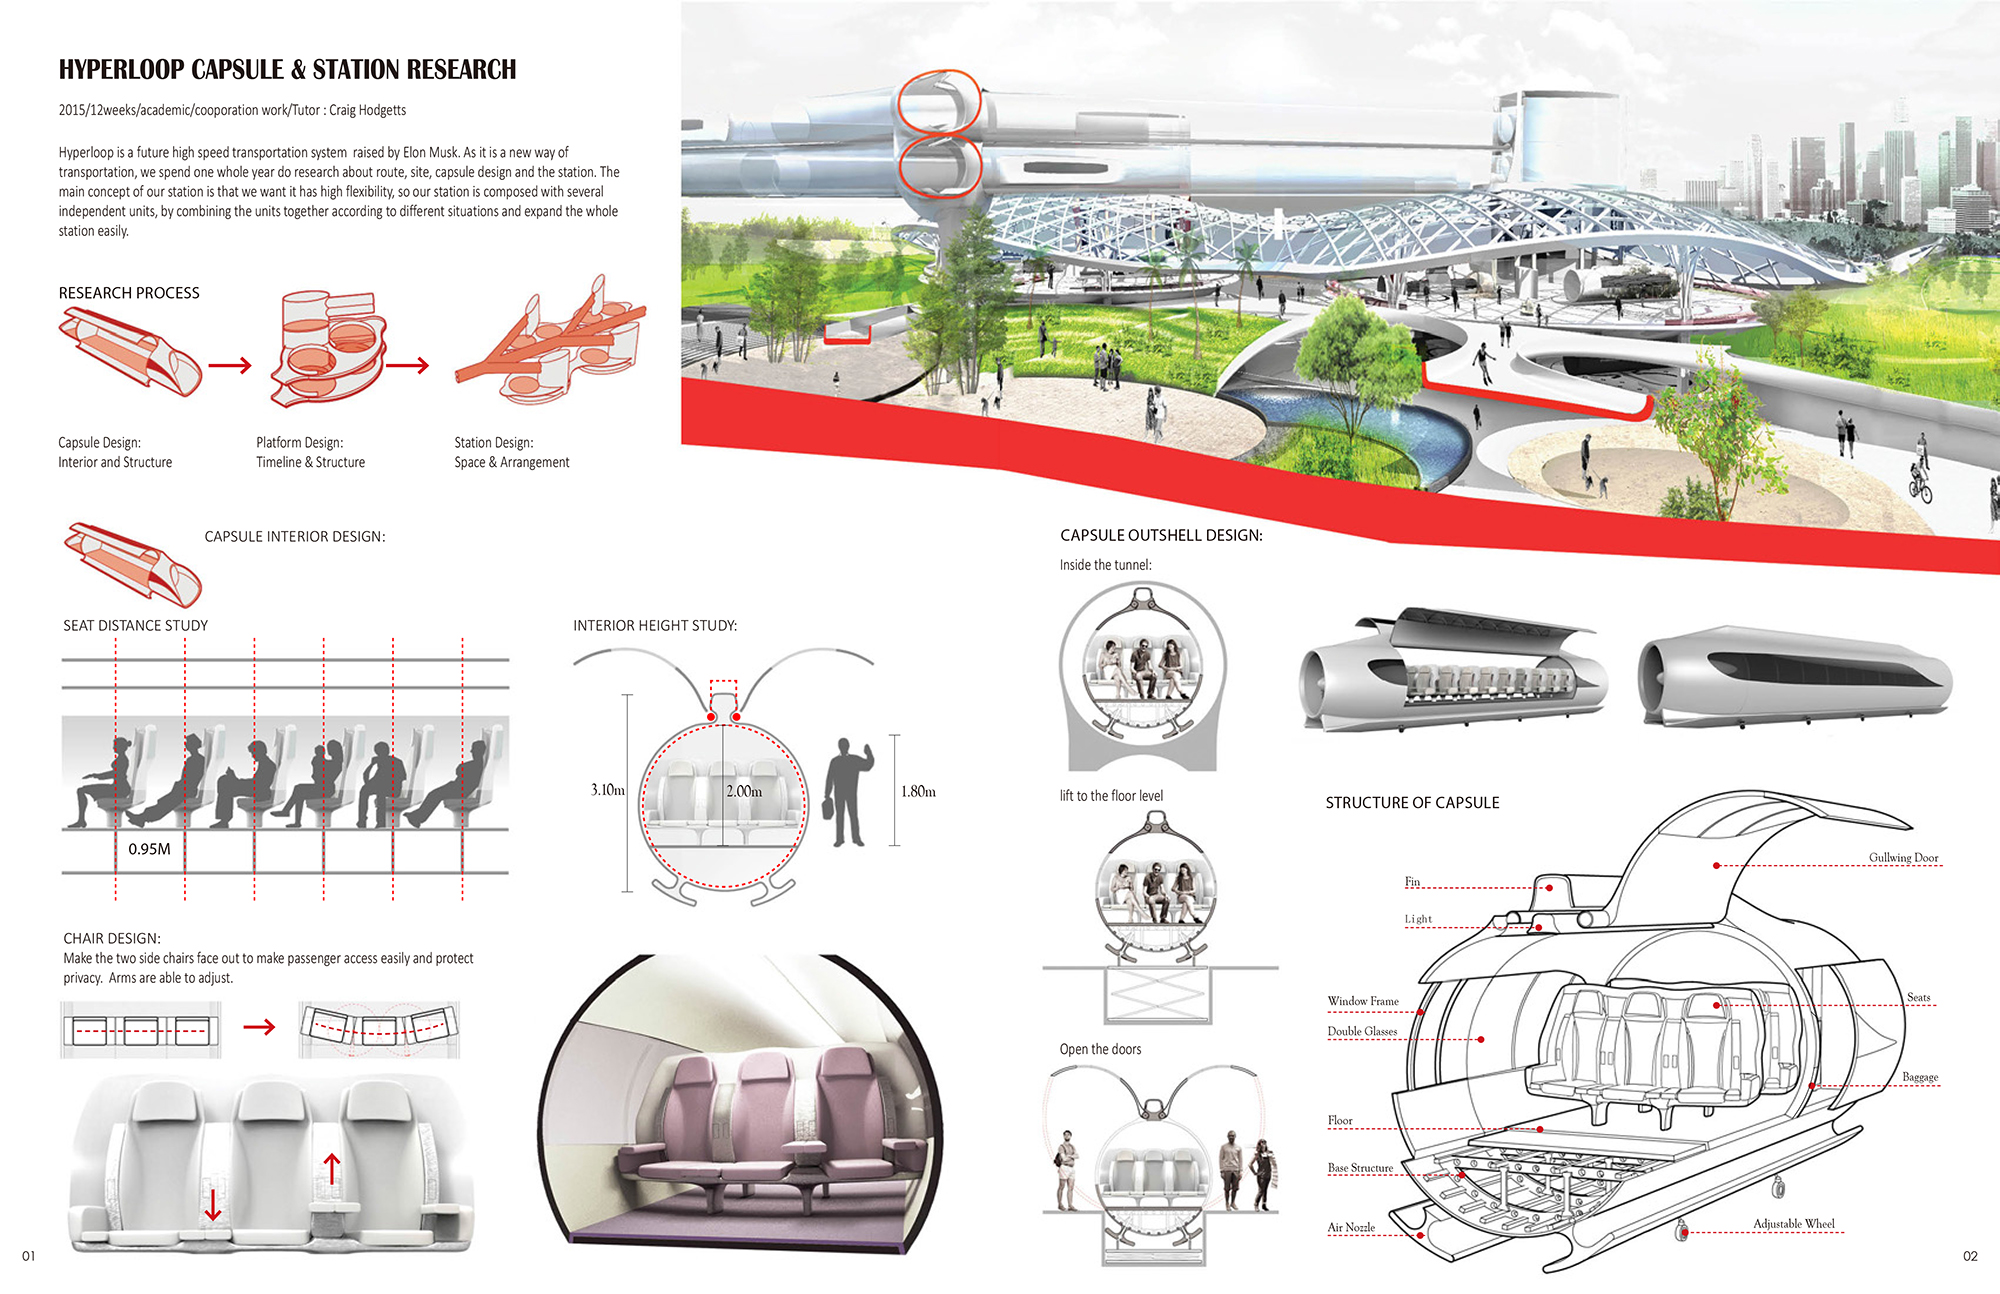 HYPERLOOP CAPSULE & STATION RESEARCH
2015/12weeks/academic/cooporation work/Tutor : Craig Hodgetts
Hyperloop is a future high speed transportation system raised by Elon Musk. As it is a new way of
transportation, we spend one whole year do research about route, site, capsule design and the station. The
main concept of our station is that we want it has high flexibility, so our station is composed with several
independent units, by combining the units together according to different situations and expand the whole
station easily.
RESEARCH PROCESS
Capsule Design:
Interior and Structure
Platform Design:
Timeline & Structure
Station Design:
Space & Arrangement
CAPSULE INTERIOR DESIGN:
SEAT DISTANCE STUDY
0.95M
INTERIOR HEIGHT STUDY:
3.10m
2.00m
1.80m
CHAIR DESIGN:
Make the two side chairs face out to make passenger access easily and protect
privacy. Arms are able to adjust.
01
CAPSULE OUTSHELL DESIGN:
Inside the tunnel:
lift to the floor level
Open the doors
STRUCTURE OF CAPSULE
Gullwing Door
Fin
Light
Window Frame
Double Glasses
Seats
Baggage
Floor
Base Structure
Air Nozzle
Adjustable Wheel
02